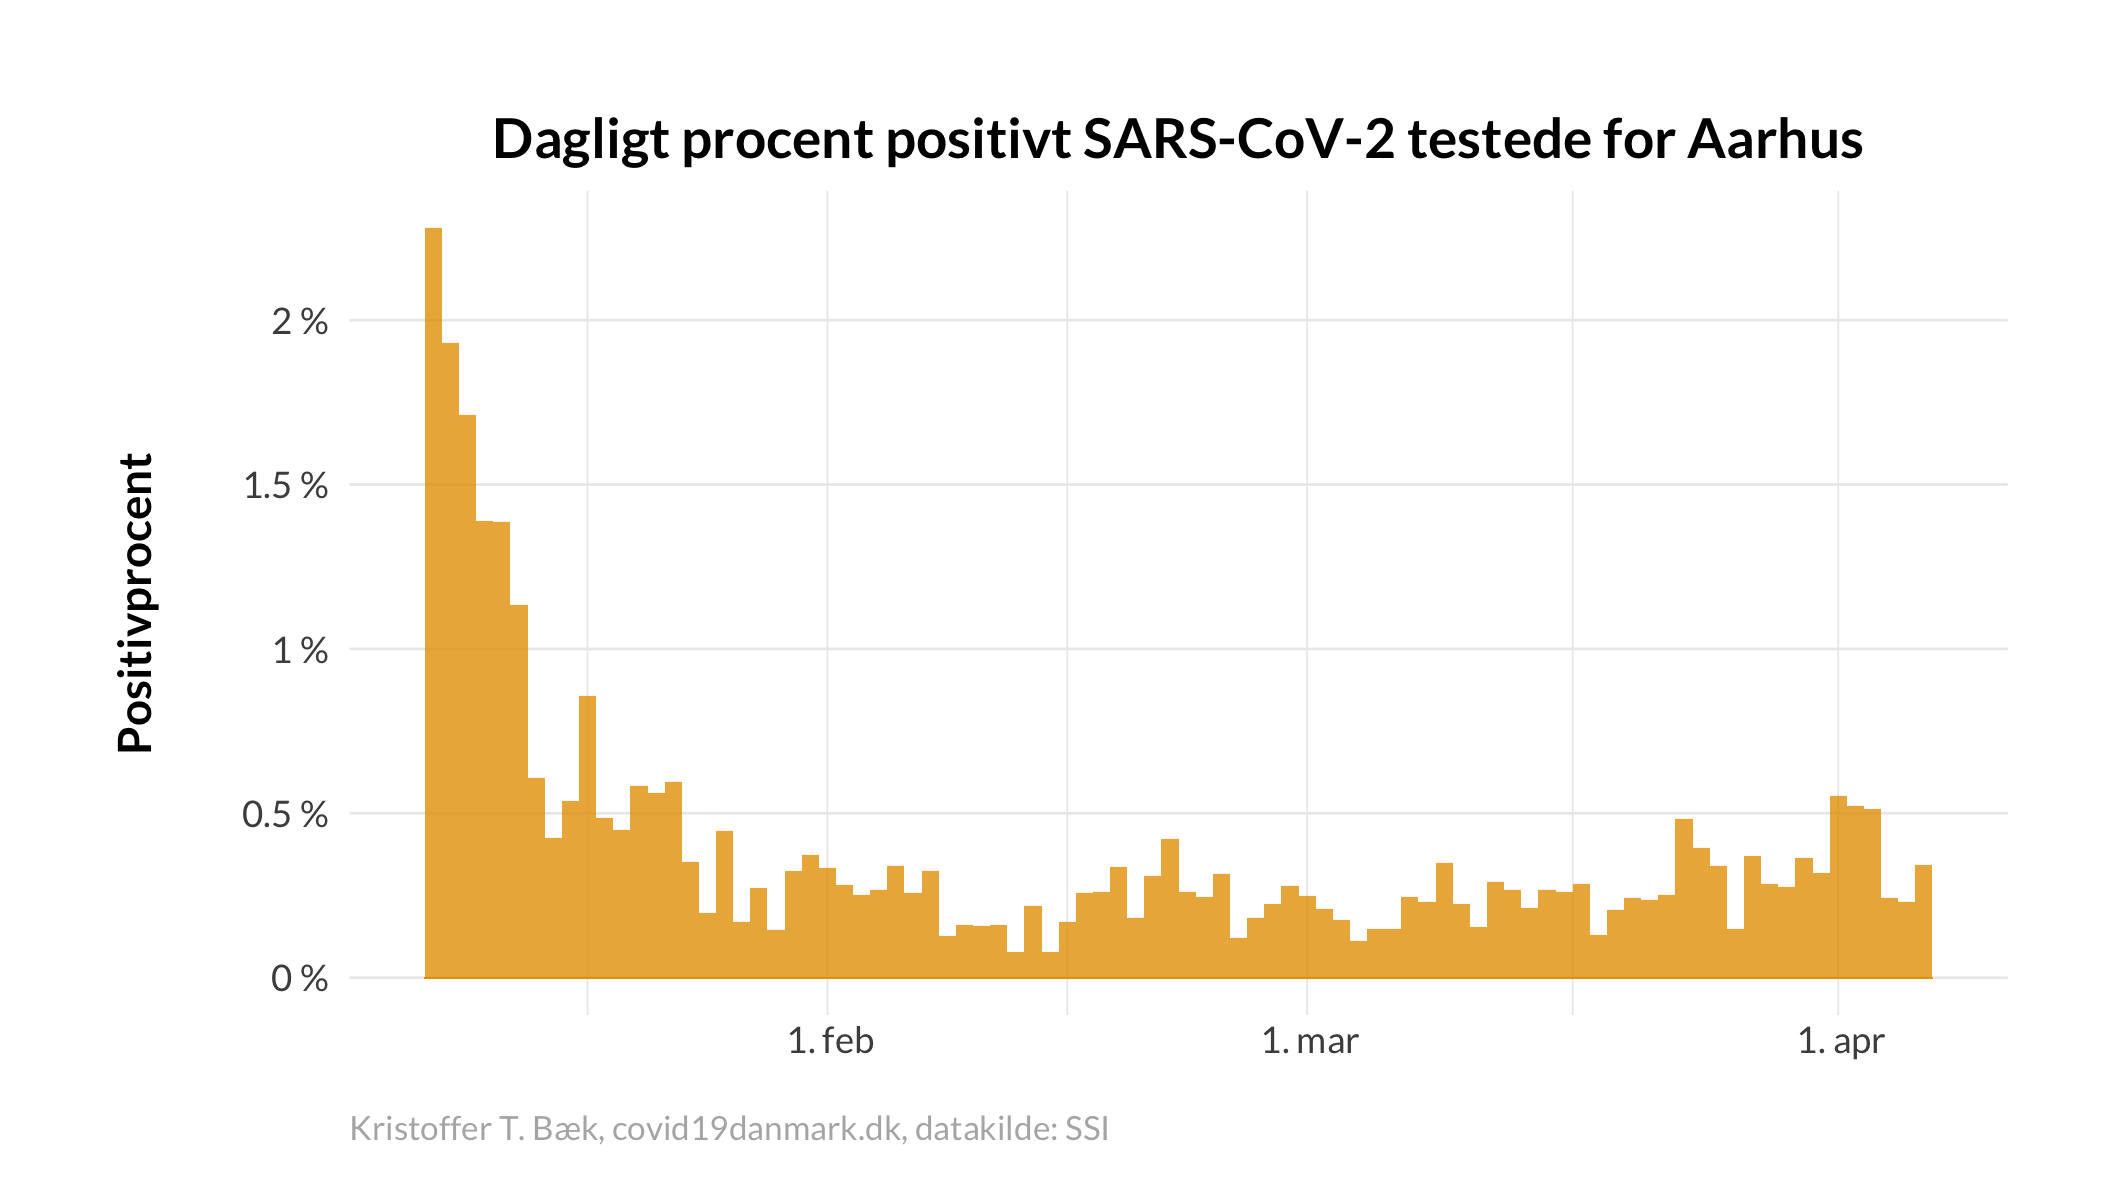 Dagligt procent positivt SARS-CoV-2 testede for Aarhus
Positivprocent
2 %
1.5 %
1 %
0.5 %
0 %
1. feb
1. mar
1. apr
Kristoffer T. Bæk, covid19danmark.dk, datakilde: SSI